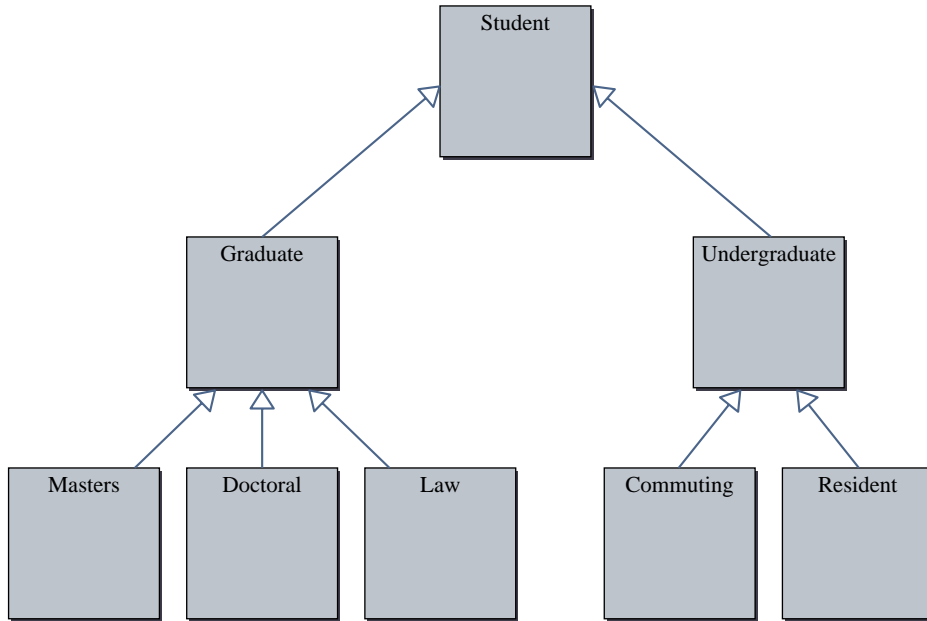 Student
Graduate
Undergraduate
Masters
Doctoral
Law
Commuting
Resident